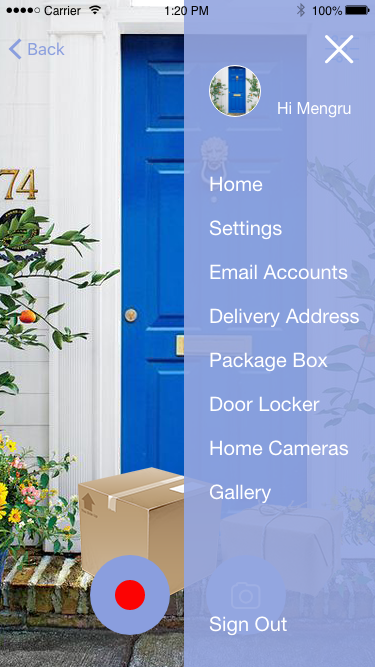 Carrier 1:20 PM 100%
Back
Hi Mengru
74
Home
Settings
Email Accounts
Delivery Address
Package Box
Door Locker
Home Cameras
Gallery
Sign Out